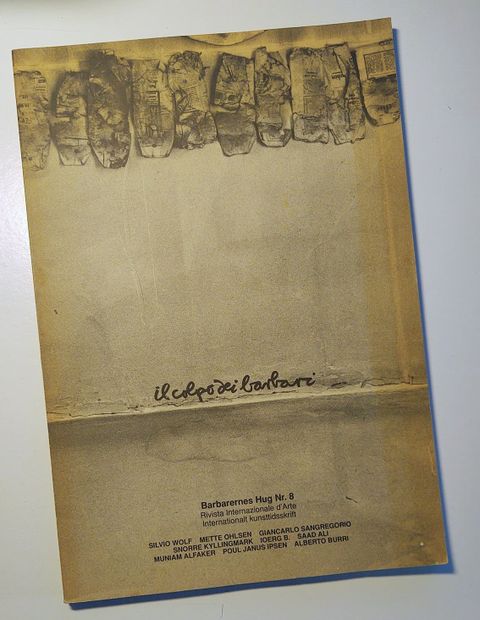 il colpo dei barbari
Barbarernes Hug Nr. 8
Rivista Internazionale d'Arte
Internationalt kunsttidsskrift
SILVIO WOLF METTE OHLSEN GIANCARLO SANGREGORIO
SNORRE KYLLINGMARK JOERG B. SAAD ALI
MUNIAM ALFAKER POUL JANUS IPSEN ALBERTO BURRI